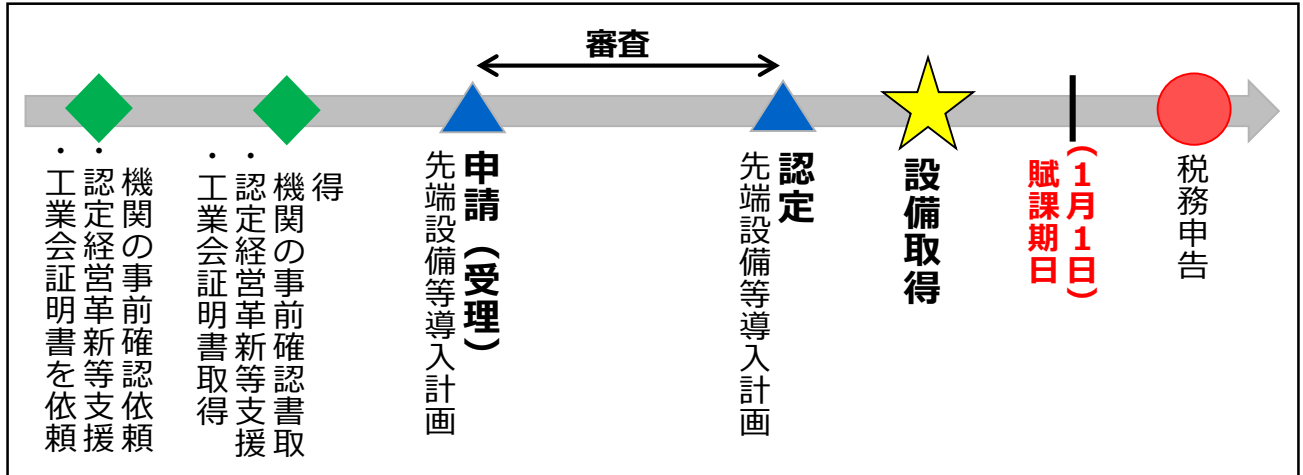 審査
・工業会証明書を依頼
・認定経営革新等支援
機関の事前確認依頼
・工業会証明書取得
・認定経営革新等支援
機関の事前確認書取
得
先端設備等導入計画
申請（受理）
先端設備等導入計画
認定
設備取得
賦課期日
（1月1日）
税務申告